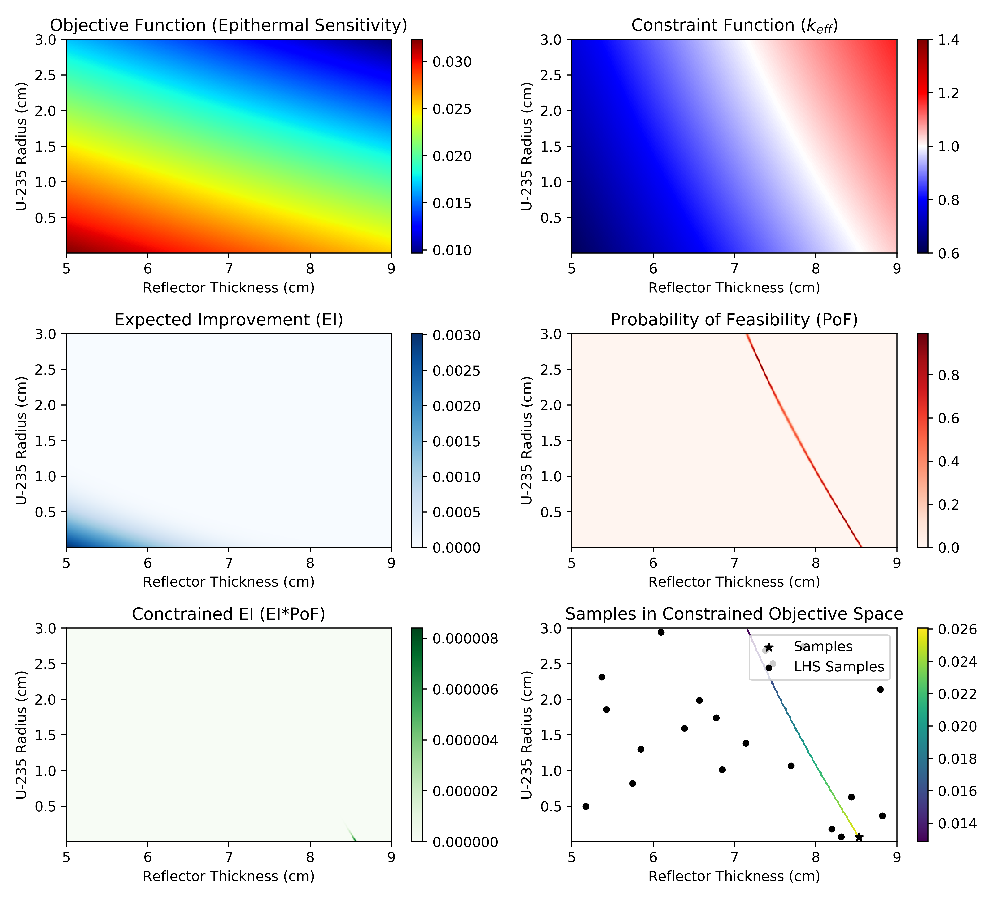 Objective Function (Epithermal Sensitivity)
3.0
2.5
2.0
1.5
1.0
0.5
U-235 Radius (cm)
5 6 7 8 9
Reflector Thickness (cm)
0.030
0.025
0.020
0.015
0.010
Constraint Function (k_eff)
3.0
2.5
2.0
1.5
1.0
0.5
U-235 Radius (cm)
5 6 7 8 9
Reflector Thickness (cm)
1.4
1.2
1.0
0.8
0.6
Expected Improvement (EI)
3.0
2.5
2.0
1.5
1.0
0.5
U-235 Radius (cm)
5 6 7 8 9
Reflector Thickness (cm)
0.0030
0.0025
0.0020
0.0015
0.0010
0.0005
0.0000
Probability of Feasibility (PoF)
3.0
2.5
2.0
1.5
1.0
0.5
U-235 Radius (cm)
5 6 7 8 9
Reflector Thickness (cm)
0.8
0.6
0.4
0.2
0.0
Conctrained EI (EI*PoF)
3.0
2.5
2.0
1.5
1.0
0.5
U-235 Radius (cm)
5 6 7 8 9
Reflector Thickness (cm)
0.000008
0.000006
0.000004
0.000002
0.000000
Samples in Constrained Objective Space
3.0
2.5
2.0
1.5
1.0
0.5
U-235 Radius (cm)
Samples
LHS Samples
5 6 7 8 9
Reflector Thickness (cm)
0.026
0.024
0.022
0.020
0.018
0.016
0.014